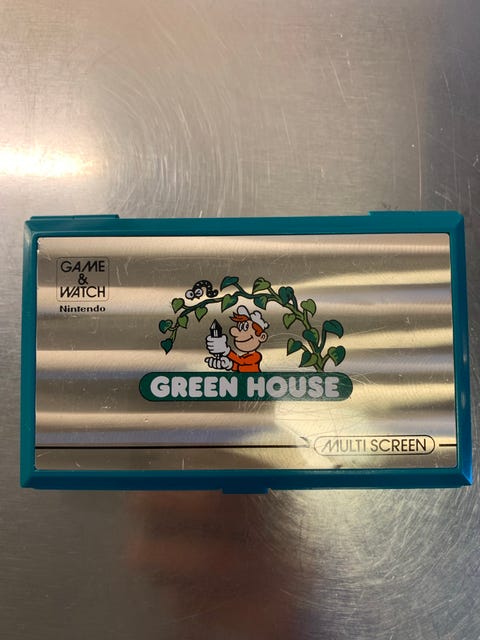 GAME
&
WATCH
Nintendo
GREEN HOUSE
MULTI SCREEN